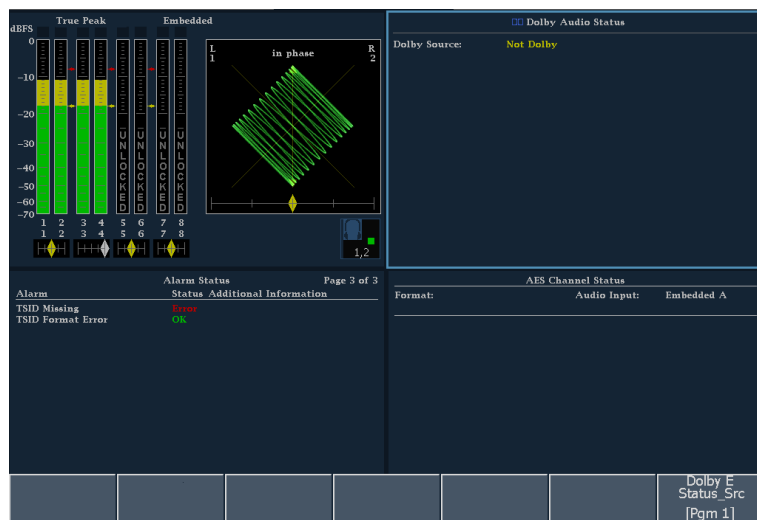 True Peak Embedded
dBFS
0
-10
-20
-30
-40
-50
-60
-70
UNLOCKED UNLOCKED UNLOCKED UNLOCKED
1 2 3 4 5 6 7 8
1 2 3 4 5 6 7 8
L
1
in phase
R
2
1,2
Dolby Audio Status
Dolby Source: Not Dolby
Alarm Status Page 3 of 3
Alarm Status Additional Information
TSID Missing Error
TSID Format Error OK
AES Channel Status
Format: Audio Input: Embedded A
Dolby E
Status_Src
[Pgm 1]